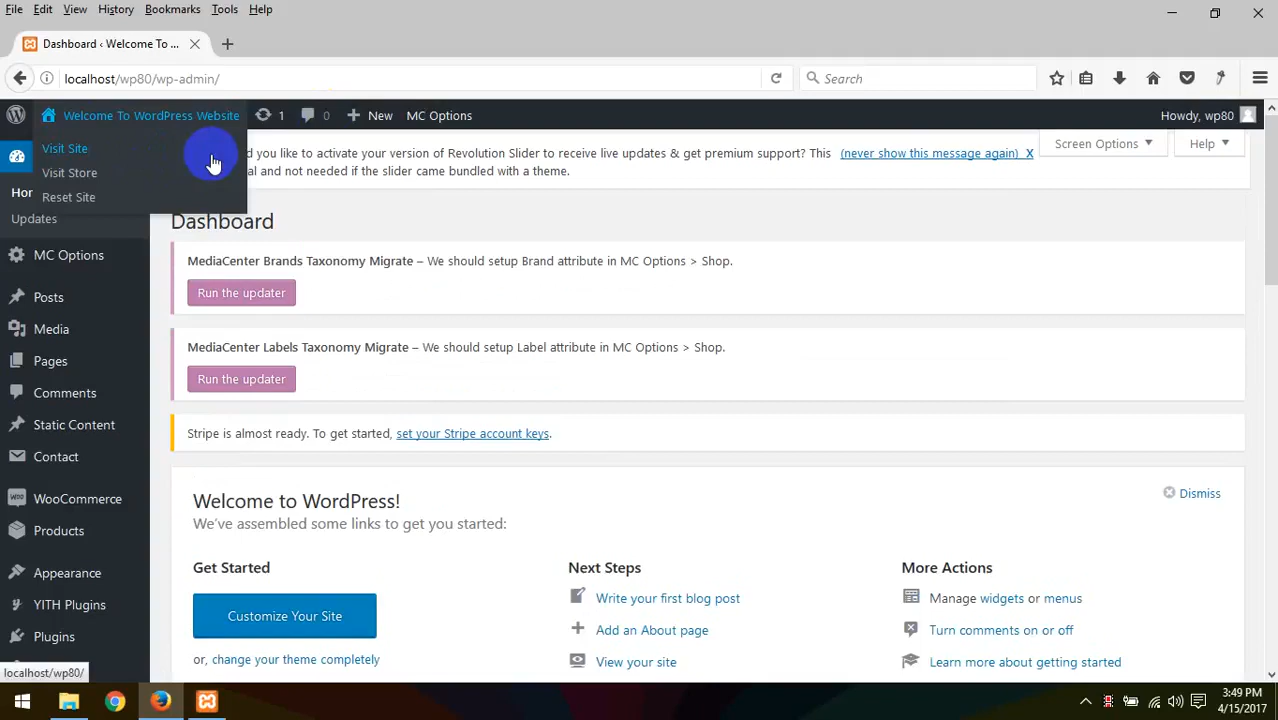 File Edit View History Bookmarks Tools Help
Dashboard ‹ Welcome To ...
localhost/wp80/wp-admin/
Search
Welcome To WordPress Website 1 0 New MC Options Howdy, wp80
Visit Site
Visit Store
Reset Site
d you like to activate your version of Revolution Slider to receive live updates & get premium support? This (never show this message again) X
al and not needed if the slider came bundled with a theme.
Screen Options Help
Hor
Updates
MC Options
Posts
Media
Pages
Comments
Static Content
Contact
WooCommerce
Products
Appearance
YITH Plugins
Plugins
Dashboard
MediaCenter Brands Taxonomy Migrate – We should setup Brand attribute in MC Options > Shop.
Run the updater
MediaCenter Labels Taxonomy Migrate – We should setup Label attribute in MC Options > Shop.
Run the updater
Stripe is almost ready. To get started, set your Stripe account keys.
Welcome to WordPress!
Dismiss
We've assembled some links to get you started:
Get Started
Customize Your Site
or, change your theme completely
Next Steps
Write your first blog post
Add an About page
View your site
More Actions
Manage widgets or menus
Turn comments on or off
Learn more about getting started
localhost/wp80/
3:49 PM
4/15/2017